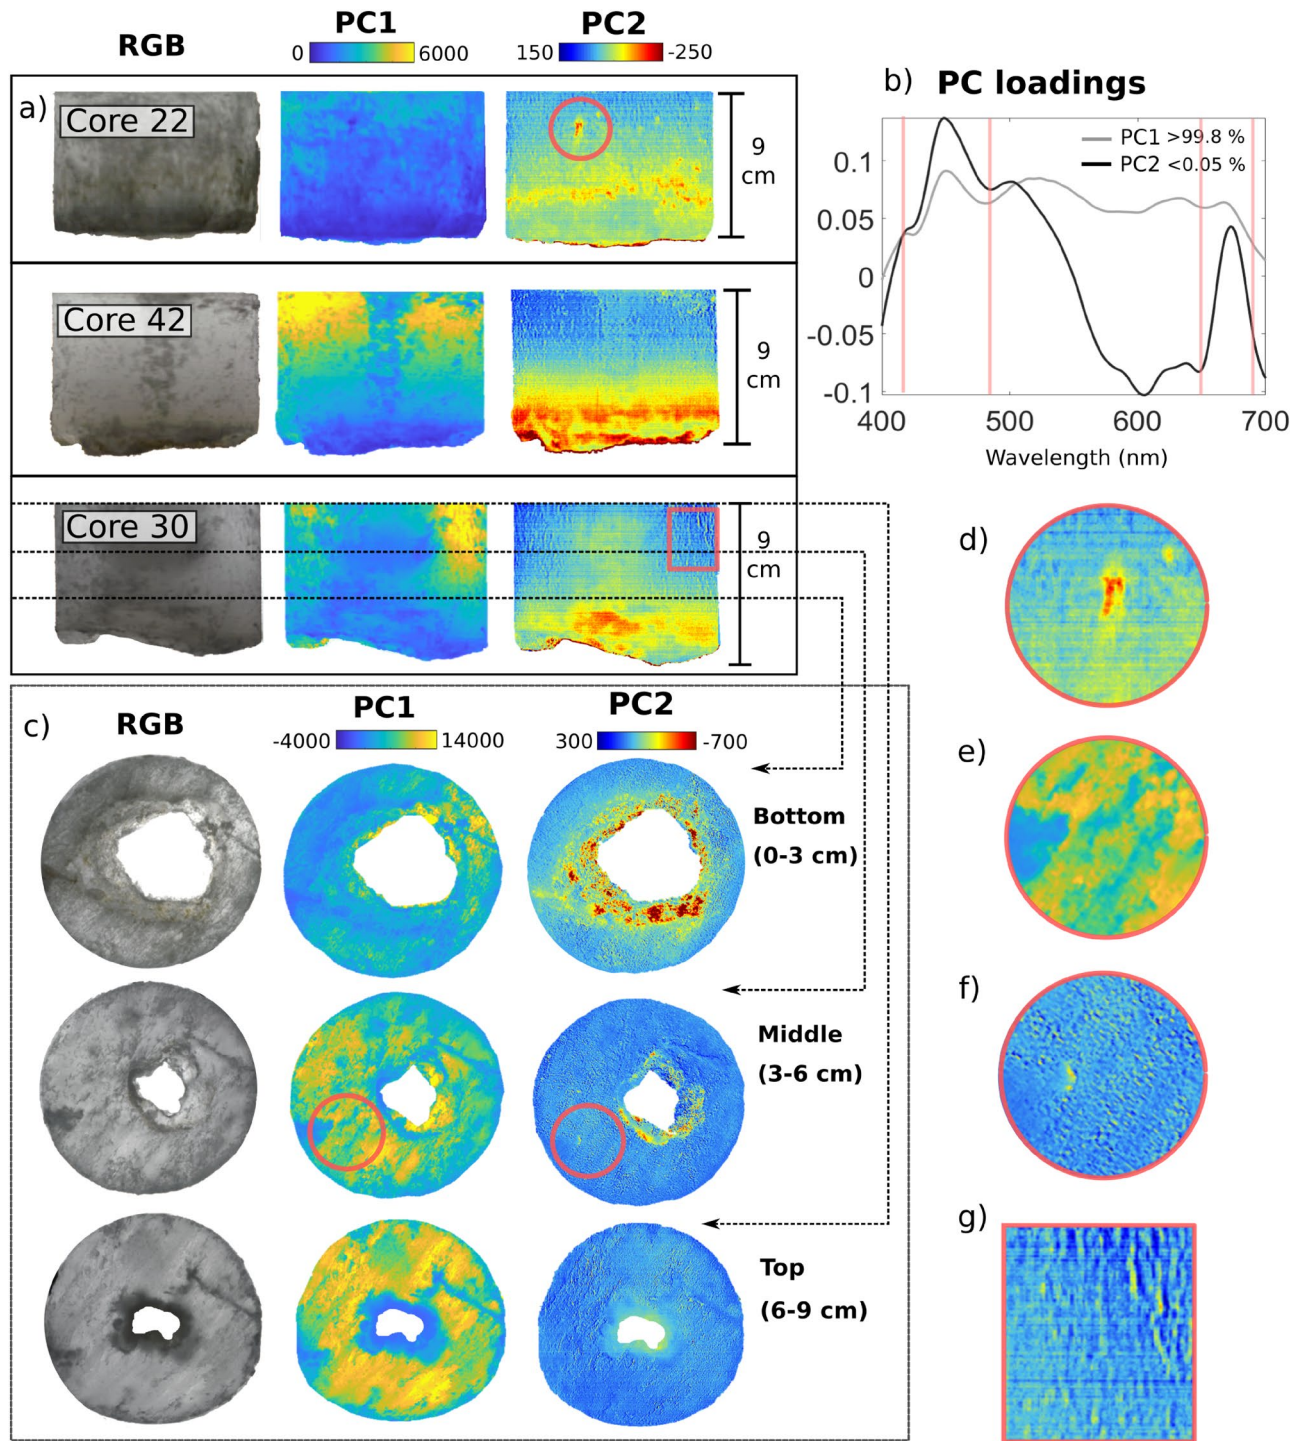 RGB
PC1
0 6000
PC2
150 -250
a)
Core 22
9
cm
Core 42
9
cm
Core 30
9
cm
b) PC loadings
PC1 >99.8 %
PC2 <0.05 %
0.1
0.05
0
-0.05
-0.1
400 500 600 700
Wavelength (nm)
c)
RGB
PC1
-4000 14000
PC2
300 -700
Bottom
(0-3 cm)
Middle
(3-6 cm)
Top
(6-9 cm)
d)
e)
f)
g)